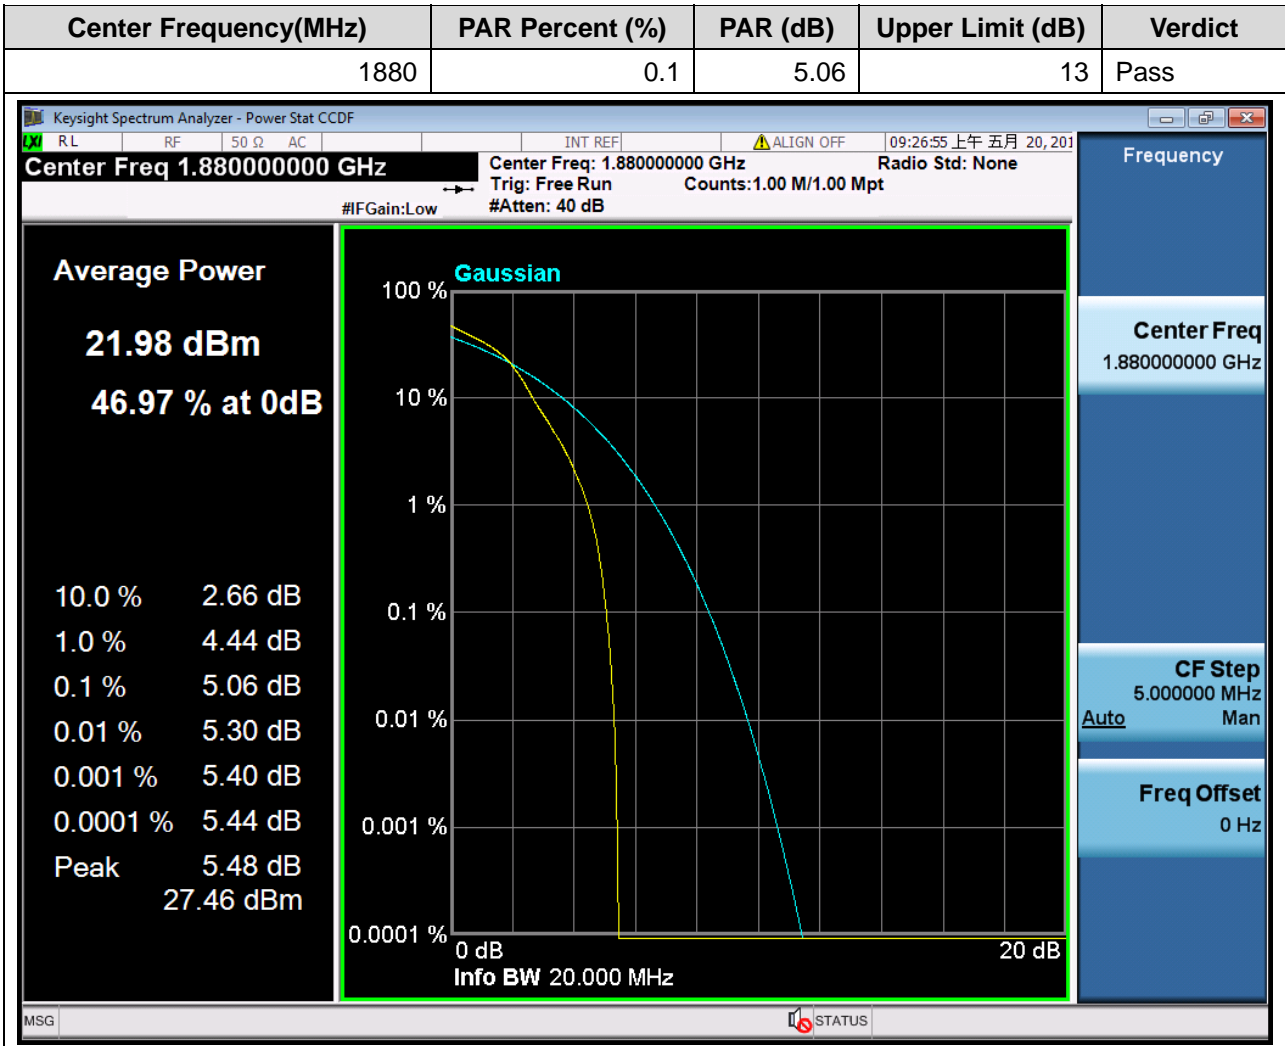 Center Frequency(MHz) PAR Percent (%) PAR (dB) Upper Limit (dB) Verdict
1880 0.1 5.06 13 Pass
Keysight Spectrum Analyzer - Power Stat CCDF
LXI RL RF 50 Ω AC INT REF ALIGN OFF 09:26:55 上午 五月 20, 201
Center Freq 1.880000000 GHz
Center Freq: 1.880000000 GHz Radio Std: None
Trig: Free Run Counts:1.00 M/1.00 Mpt
#IFGain:Low #Atten: 40 dB
Average Power
21.98 dBm
46.97 % at 0dB
10.0 % 2.66 dB
1.0 % 4.44 dB
0.1 % 5.06 dB
0.01 % 5.30 dB
0.001 % 5.40 dB
0.0001 % 5.44 dB
Peak 5.48 dB
27.46 dBm
Gaussian
100 %
10 %
1 %
0.1 %
0.01 %
0.001 %
0.0001 %
0 dB 20 dB
Info BW 20.000 MHz
Frequency
Center Freq
1.880000000 GHz
CF Step
5.000000 MHz
Auto Man
Freq Offset
0 Hz
MSG STATUS